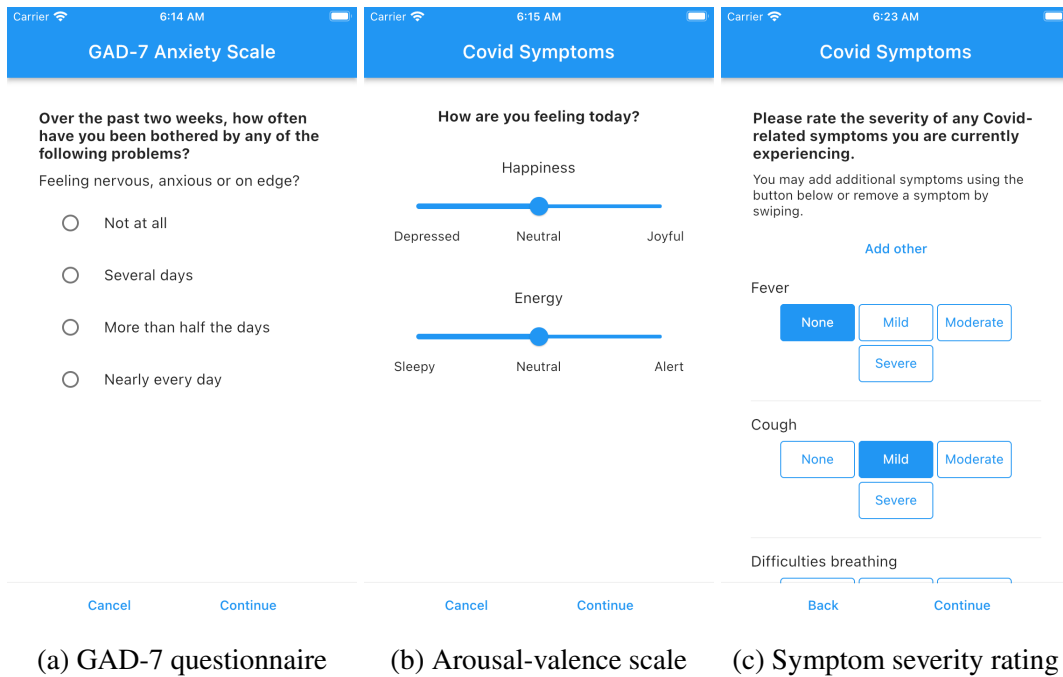 Carrier 6:14 AM
GAD-7 Anxiety Scale
Over the past two weeks, how often
have you been bothered by any of the
following problems?
Feeling nervous, anxious or on edge?
Not at all
Several days
More than half the days
Nearly every day
Cancel Continue
(a) GAD-7 questionnaire
Carrier 6:15 AM
Covid Symptoms
How are you feeling today?
Happiness
Depressed Neutral Joyful
Energy
Sleepy Neutral Alert
Cancel Continue
(b) Arousal-valence scale
Carrier 6:23 AM
Covid Symptoms
Please rate the severity of any Covid-
related symptoms you are currently
experiencing.
You may add additional symptoms using the
button below or remove a symptom by
swiping.
Add other
Fever
None Mild Moderate
Severe
Cough
None Mild Moderate
Severe
Difficulties breathing
Back Continue
(c) Symptom severity rating